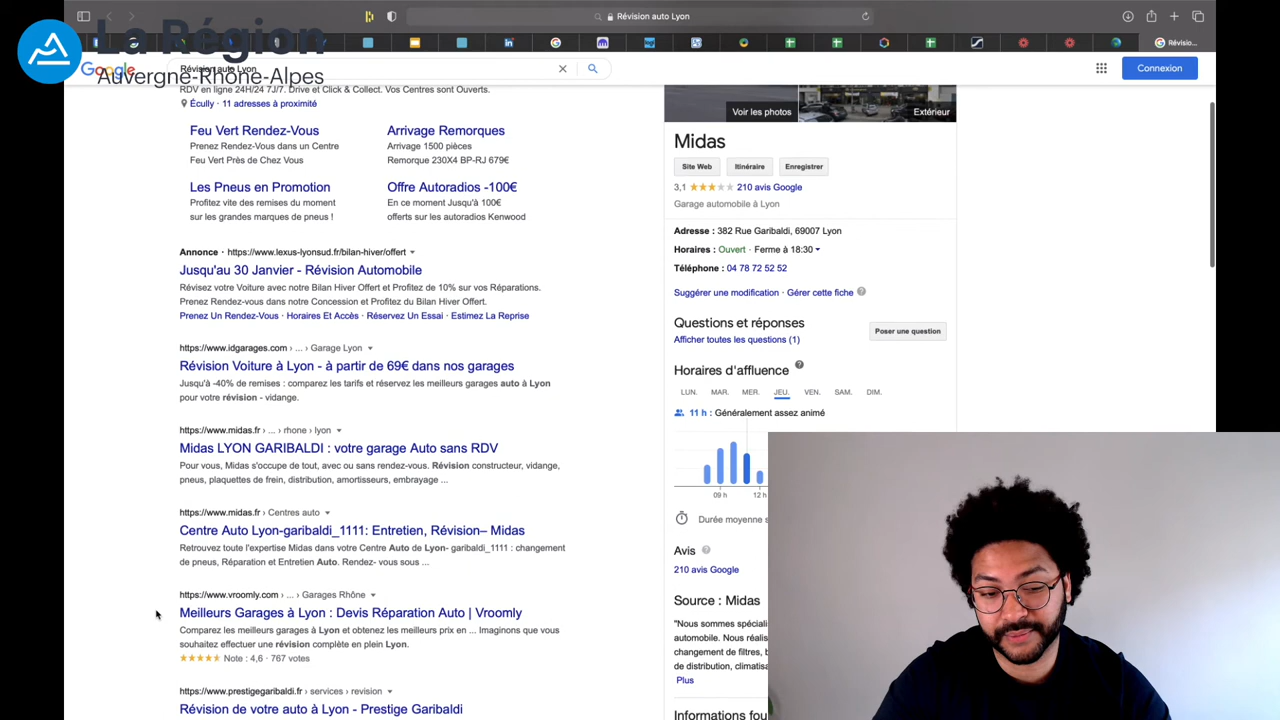 La Région
Auvergne-Rhône-Alpes
Révision auto Lyon
Révisio...
Google
Révision auto Lyon
Connexion
RDV en ligne 24H/24 7J/7. Drive et Click & Collect. Vos Centres sont Ouverts.
Écully · 11 adresses à proximité
Feu Vert Rendez-Vous
Prenez Rendez-Vous dans un Centre
Feu Vert Près de Chez Vous
Arrivage Remorques
Arrivage 1500 pièces
Remorque 230X4 BP-RJ 679€
Les Pneus en Promotion
Profitez vite des remises du moment
sur les grandes marques de pneus !
Offre Autoradios -100€
En ce moment Jusqu'à 100€
offerts sur les autoradios Kenwood
Annonce · https://www.lexus-lyonsud.fr/bilan-hiver/offert
Jusqu'au 30 Janvier - Révision Automobile
Révisez votre Voiture avec notre Bilan Hiver Offert et Profitez de 10% sur vos Réparations.
Prenez Rendez-vous dans notre Concession et Profitez du Bilan Hiver Offert.
Prenez Un Rendez-Vous · Horaires Et Accès · Réservez Un Essai · Estimez La Reprise
https://www.idgarages.com › ... › Garage Lyon
Révision Voiture à Lyon - à partir de 69€ dans nos garages
Jusqu'à -40% de remises : comparez les tarifs et réservez les meilleurs garages auto à Lyon
pour votre révision - vidange.
https://www.midas.fr › ... › rhone › lyon
Midas LYON GARIBALDI : votre garage Auto sans RDV
Pour vous, Midas s'occupe de tout, avec ou sans rendez-vous. Révision constructeur, vidange,
pneus, plaquettes de frein, distribution, amortisseurs, embrayage ...
https://www.midas.fr › Centres auto
Centre Auto Lyon-garibaldi_1111: Entretien, Révision– Midas
Retrouvez toute l'expertise Midas dans votre Centre Auto de Lyon- garibaldi_1111 : changement
de pneus, Réparation et Entretien Auto. Rendez- vous sous ...
https://www.vroomly.com › ... › Garages Rhône
Meilleurs Garages à Lyon : Devis Réparation Auto | Vroomly
Comparez les meilleurs garages à Lyon et obtenez les meilleurs prix en ... Imaginons que vous
souhaitez effectuer une révision complète en plein Lyon.
Note : 4,6 · 767 votes
https://www.prestigegaribaldi.fr › services › revision
Révision de votre auto à Lyon - Prestige Garibaldi
Voir les photos
Extérieur
Midas
Site Web
Itinéraire
Enregistrer
3,1 210 avis Google
Garage automobile à Lyon
Adresse : 382 Rue Garibaldi, 69007 Lyon
Horaires : Ouvert · Ferme à 18:30
Téléphone : 04 78 72 52 52
Suggérer une modification · Gérer cette fiche
Questions et réponses
Poser une question
Afficher toutes les questions (1)
Horaires d'affluence
LUN. MAR. MER. JEU. VEN. SAM. DIM.
11 h : Généralement assez animé
09 h 12 h
Durée moyenne s
Avis
210 avis Google
Source : Midas
"Nous sommes spéciali
automobile. Nous réalis
changement de filtres, b
de distribution, climatisa
Plus
Informations fou